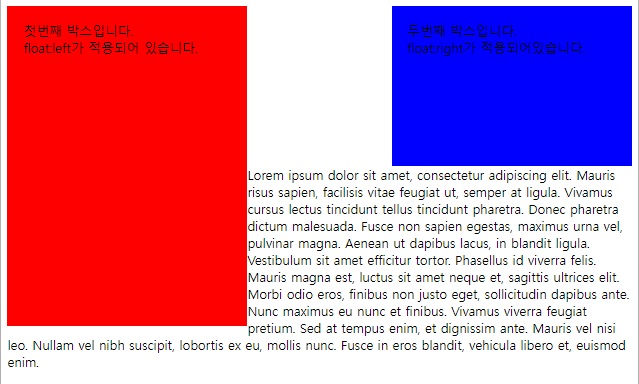 첫번째 박스입니다.
float:left가 적용되어 있습니다.
두번째 박스입니다.
float:right가 적용되어있습니다.
Lorem ipsum dolor sit amet, consectetur adipiscing elit. Mauris
risus sapien, facilisis vitae feugiat ut, semper at ligula. Vivamus
cursus lectus tincidunt tellus tincidunt pharetra. Donec pharetra
dictum malesuada. Fusce non sapien egestas, maximus urna vel,
pulvinar magna. Aenean ut dapibus lacus, in blandit ligula.
Vestibulum sit amet efficitur tortor. Phasellus id viverra felis.
Mauris magna est, luctus sit amet neque et, sagittis ultrices elit.
Morbi odio eros, finibus non justo eget, sollicitudin dapibus ante.
Nunc maximus eu nunc et finibus. Vivamus viverra feugiat
pretium. Sed at tempus enim, et dignissim ante. Mauris vel nisi
leo. Nullam vel nibh suscipit, lobortis ex eu, mollis nunc. Fusce in eros blandit, vehicula libero et, euismod
enim.